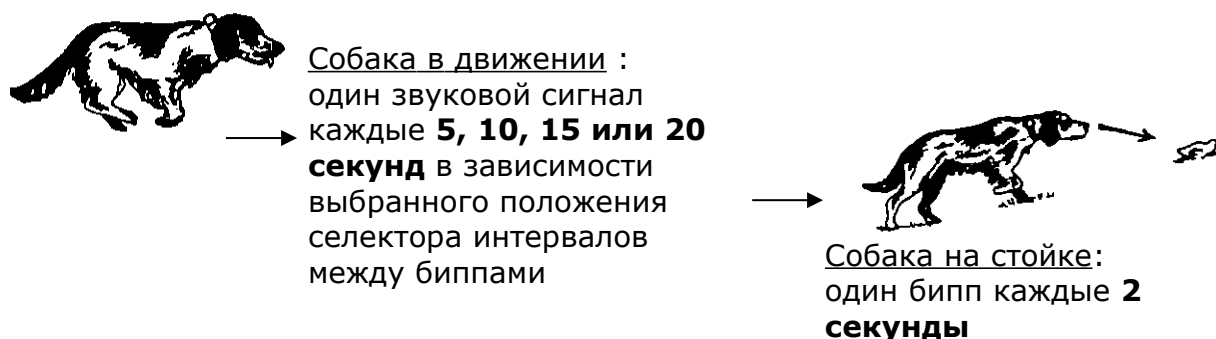 Собака в движении :
один звуковой сигнал
каждые 5, 10, 15 или 20
секунд в зависимости
выбранного положения
селектора интервалов
между биппами
Собака на стойке:
один бипп каждые 2
секунды